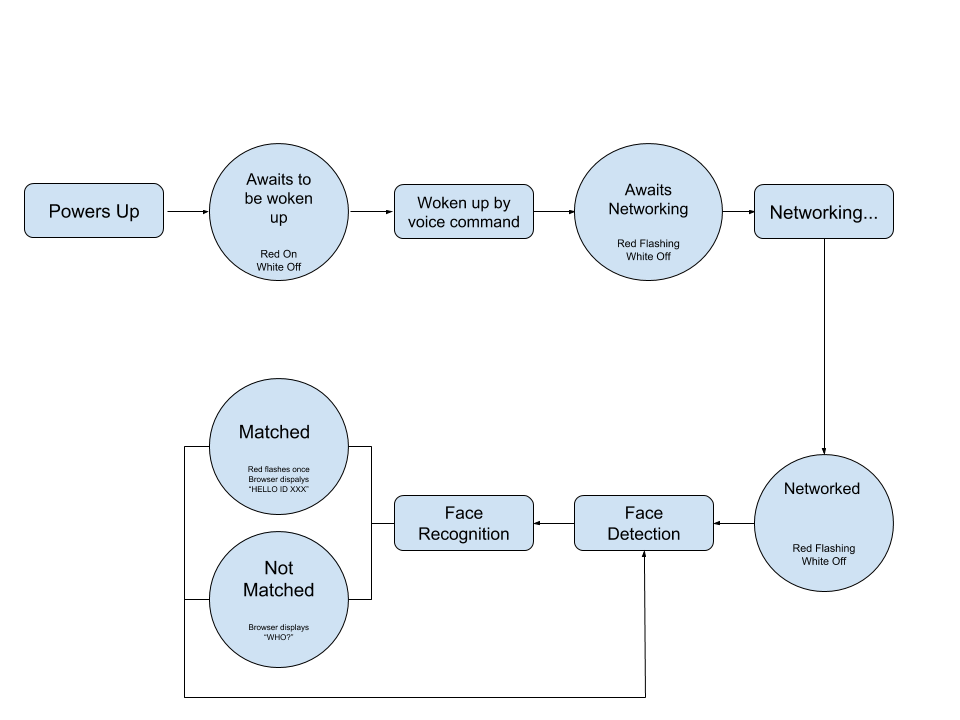 Powers Up
Awaits to
be woken
up
Red On
White Off
Woken up by
voice command
Awaits
Networking
Red Flashing
White Off
Networking...
Networked
Red Flashing
White Off
Face
Detection
Face
Recognition
Matched
Red flashes once
Browser dispalys
“HELLO ID XXX”
Not
Matched
Browser displays
“WHO?”